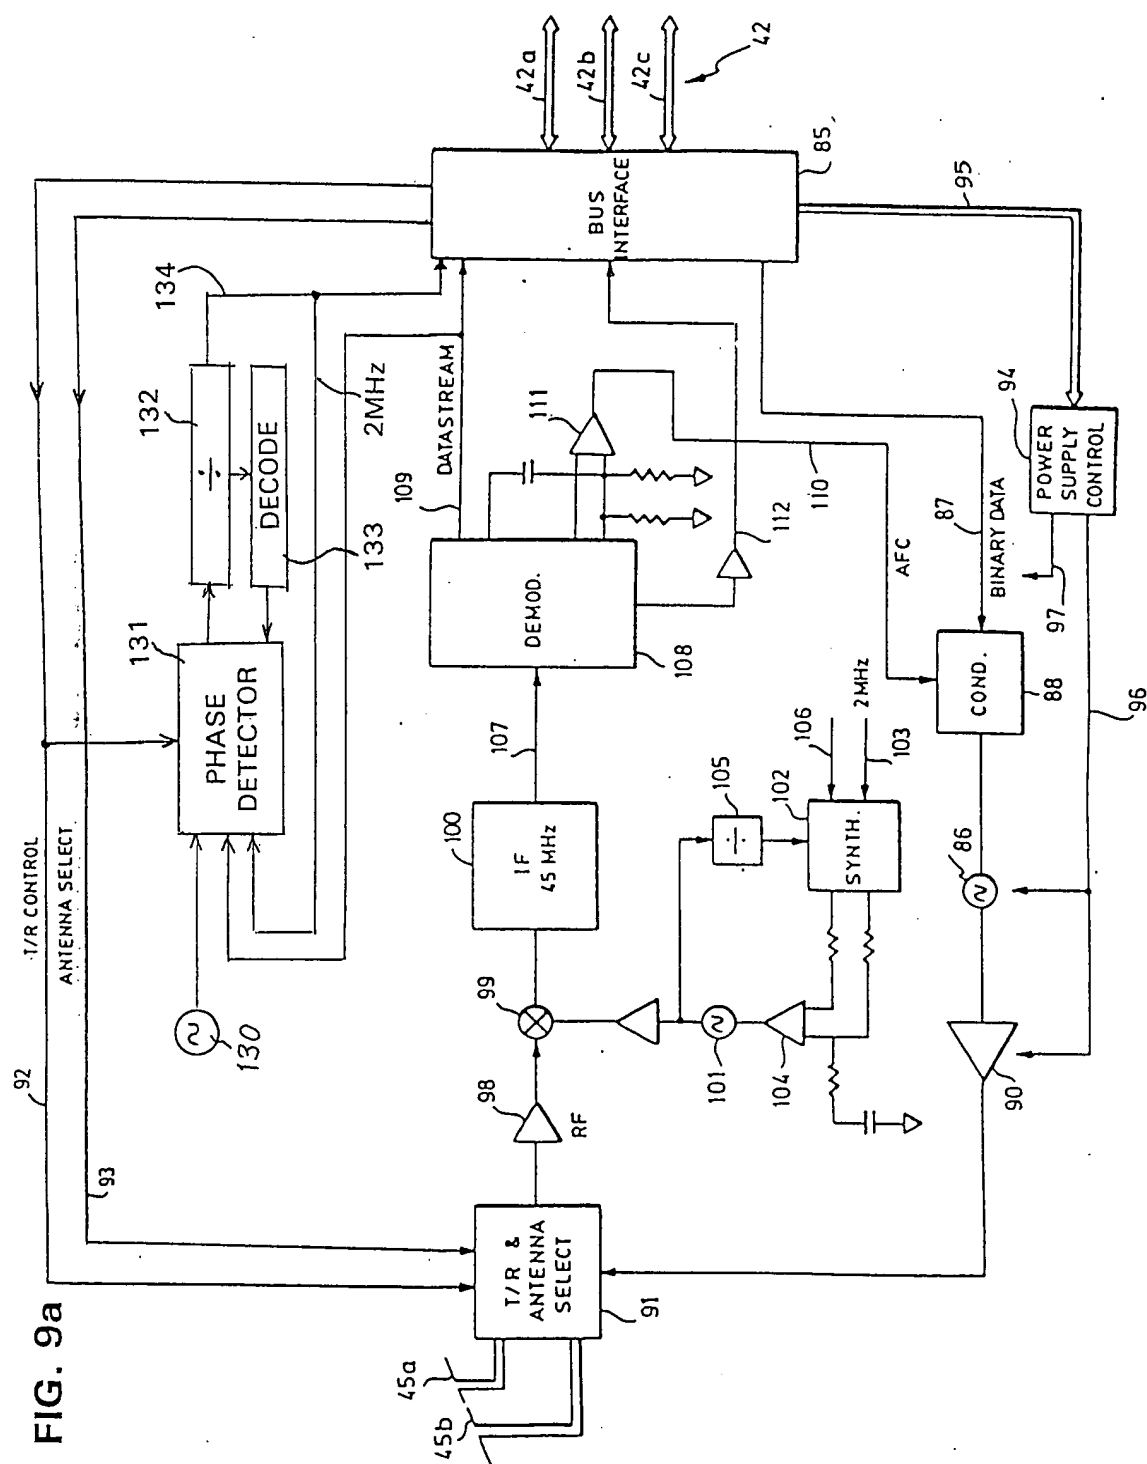 FIG. 9a
92
T/R CONTROL
ANTENNA SELECT
93
130
131
PHASE
DETECTOR
132
÷
DECODE
133
134
2MHz
45a
45b
T/R &
ANTENNA
SELECT
91
98
RF
99
100
IF
45 MHz
107
DEMOD.
108
109
DATASTREAM
111
112
110
AFC
BUS
INTERFACE
85
42a
42b
42c
42
101
104
105
÷
102
SYNTH.
106
2MHz
103
90
86
COND.
88
87
BINARY DATA
94
POWER
SUPPLY
CONTROL
95
96
97